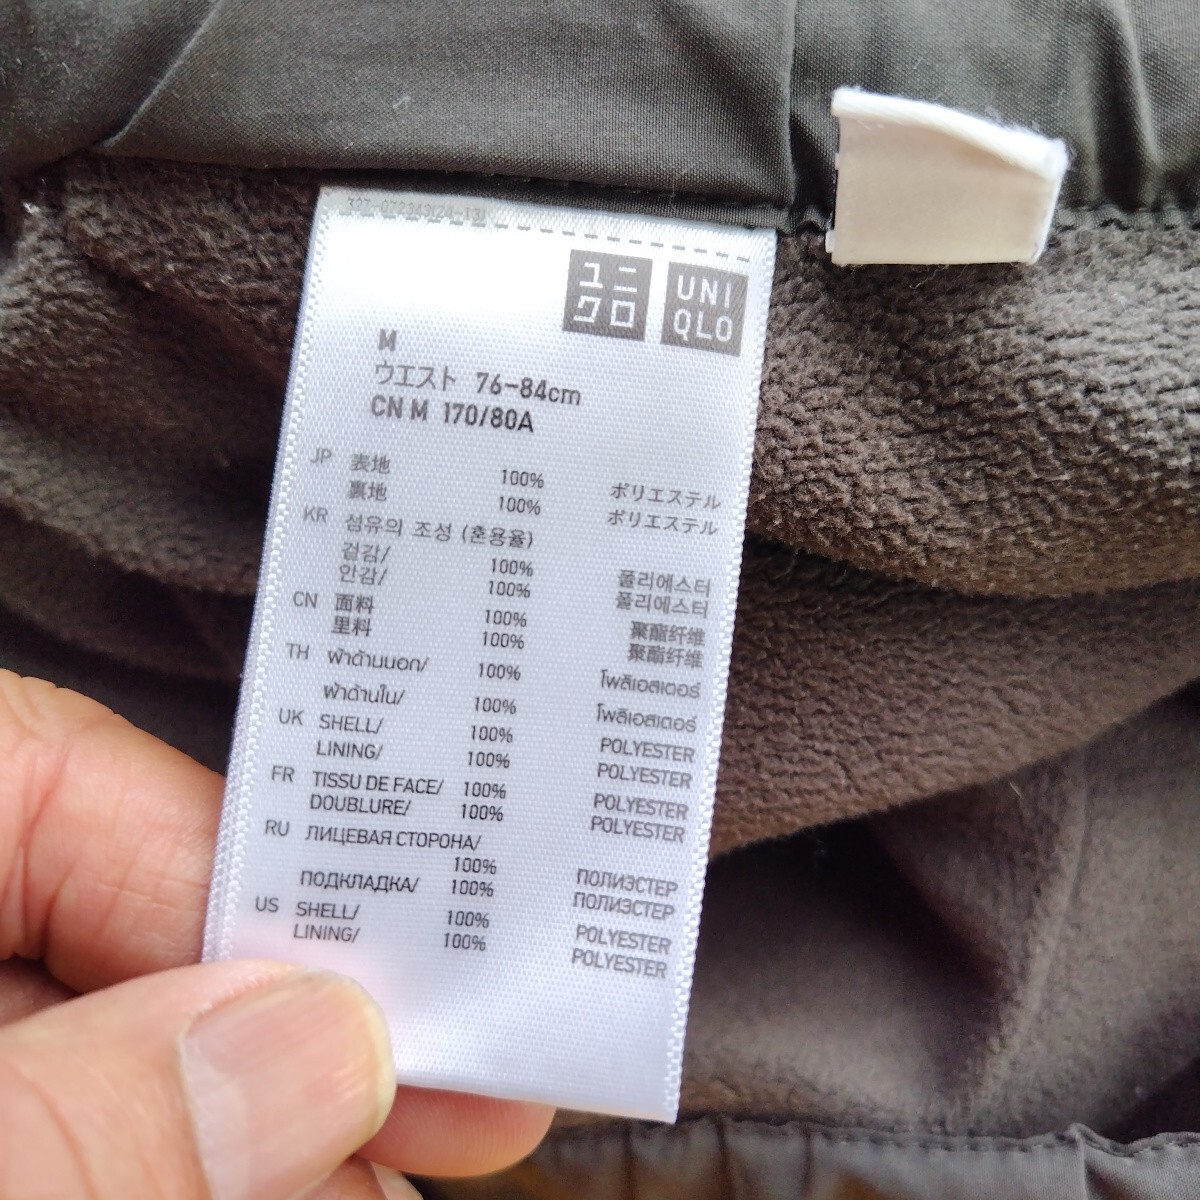 327-072343(24-13)
ユニ
クロ
UNI
QLO
M
ウエスト 76-84cm
CN M 170/80A
JP 表地 100% ポリエステル
裏地 100% ポリエステル
KR 섬유의 조성 (혼용율)
겉감/ 100% 폴리에스터
안감/ 100% 폴리에스터
CN 面料 100% 聚酯纤维
里料 100% 聚酯纤维
TH ผ้าด้านนอก/ 100% โพลิเอสเตอร์
ผ้าด้านใน/ 100% โพลิเอสเตอร์
UK SHELL/ 100% POLYESTER
LINING/ 100% POLYESTER
FR TISSU DE FACE/ 100% POLYESTER
DOUBLURE/ 100% POLYESTER
RU ЛИЦЕВАЯ СТОРОНА/
100% ПОЛИЭСТЕР
ПОДКЛАДКА/ 100% ПОЛИЭСТЕР
US SHELL/ 100% POLYESTER
LINING/ 100% POLYESTER